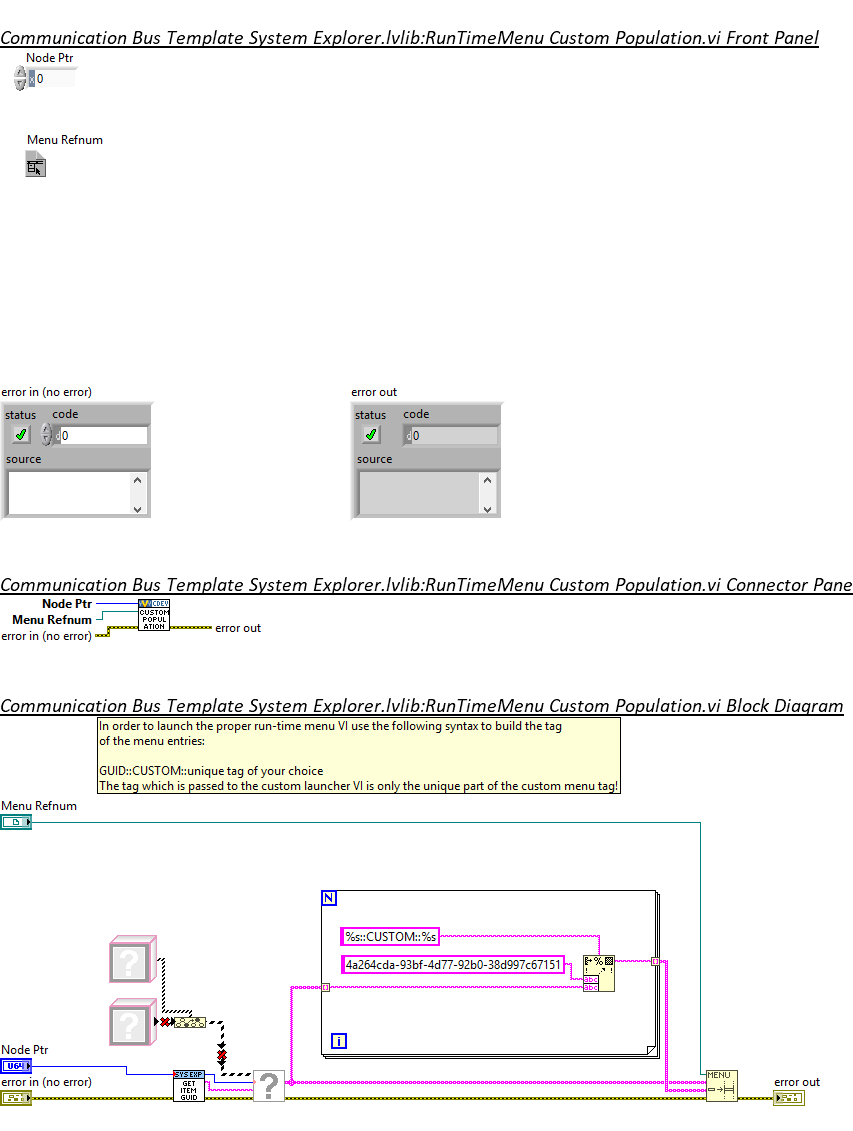 Communication Bus Template System Explorer.lvlib:RunTimeMenu Custom Population.vi Front Panel
Node Ptr
x 0
Menu Refnum
error in (no error)
status code
d 0
source
error out
status code
d 0
source
Communication Bus Template System Explorer.lvlib:RunTimeMenu Custom Population.vi Connector Pane
Node Ptr
Menu Refnum
error in (no error)
CDEV
CUSTOM
POPUL
ATION
error out
Communication Bus Template System Explorer.lvlib:RunTimeMenu Custom Population.vi Block Diagram
In order to launch the proper run-time menu VI use the following syntax to build the tag
of the menu entries:
GUID::CUSTOM::unique tag of your choice
The tag which is passed to the custom launcher VI is only the unique part of the custom menu tag!
Menu Refnum
N
%s::CUSTOM::%s
4a264cda-93bf-4d77-92b0-38d997c67151
%
abc
abc
i
?
?
Node Ptr
U64
error in (no error)
SYS EXP
GET
ITEM
GUID
?
MENU
error out